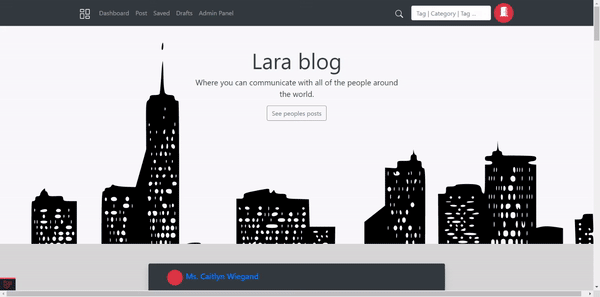 Dashboard Post Saved Drafts Admin Panel Tag | Category | Tag ...
Lara blog
Where you can communicate with all of the people around
the world.
See peoples posts
Ms. Caitlyn Wiegand